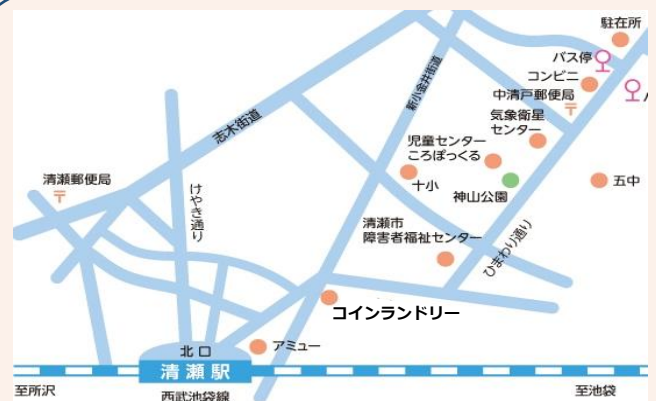 駐在所
バス停
コンビニ
中清戸郵便局
〒
気象衛星
センター
新小金井街道
志木街道
児童センター
ころぽっくる
五中
清瀬郵便局
〒
十小
神山公園
けやき通り
清瀬市
障害者福祉センター
ひまわり通り
コインランドリー
北口
アミュー
清瀬駅
至所沢
西武池袋線
至池袋